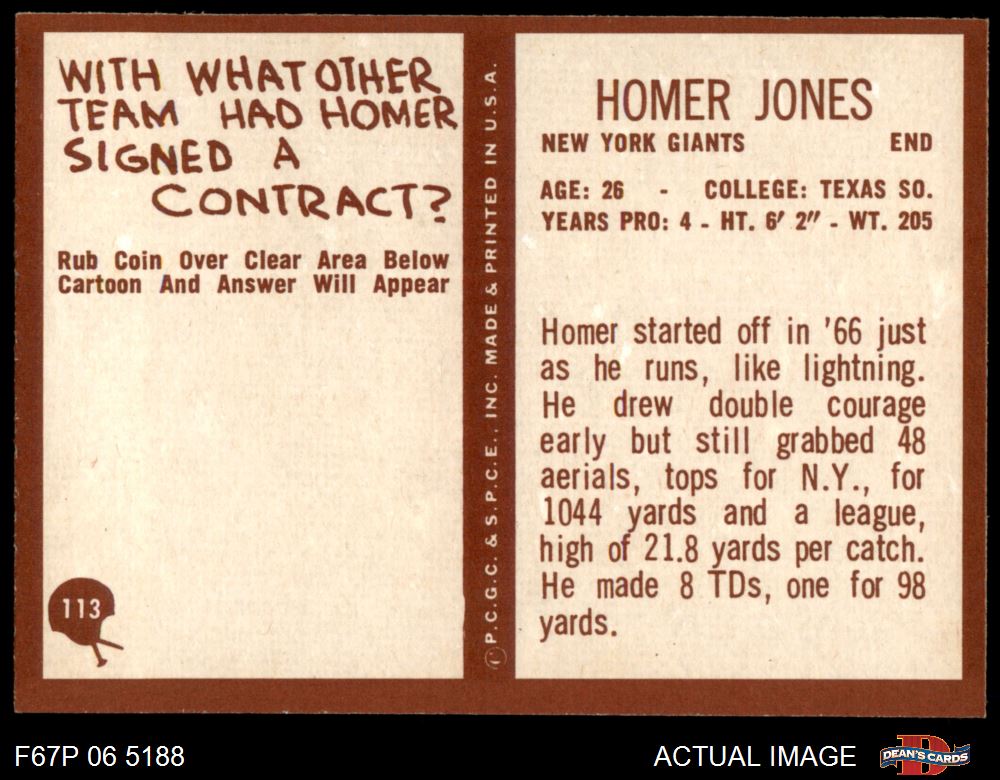 WITH WHAT OTHER
TEAM HAD HOMER
SIGNED A
CONTRACT?
Rub Coin Over Clear Area Below
Cartoon And Answer Will Appear
113
© P.C.G.C. & S.P.C.E., INC. MADE & PRINTED IN U.S.A.
HOMER JONES
NEW YORK GIANTS END
AGE: 26 - COLLEGE: TEXAS SO.
YEARS PRO: 4 - HT. 6' 2" - WT. 205
Homer started off in '66 just
as he runs, like lightning.
He drew double courage
early but still grabbed 48
aerials, tops for N.Y., for
1044 yards and a league,
high of 21.8 yards per catch.
He made 8 TDs, one for 98
yards.
F67P 06 5188
ACTUAL IMAGE
DEAN'S CARDS